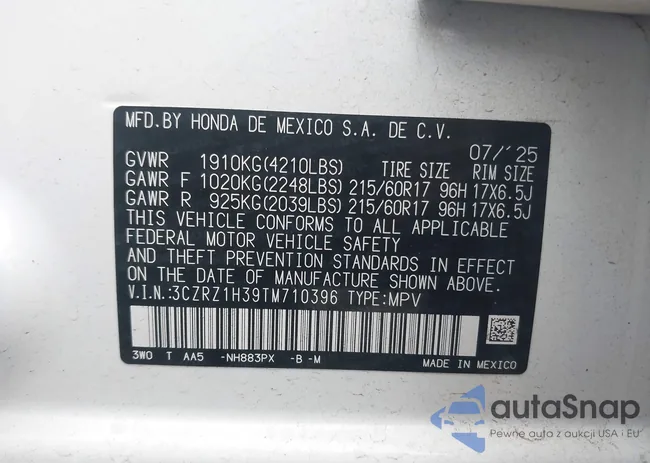 MFD.BY HONDA DE MEXICO S.A. DE C.V.
07/'25
GVWR 1910KG(4210LBS) TIRE SIZE RIM SIZE
GAWR F 1020KG(2248LBS) 215/60R17 96H 17X6.5J
GAWR R 925KG(2039LBS) 215/60R17 96H 17X6.5J
THIS VEHICLE CONFORMS TO ALL APPLICABLE
FEDERAL MOTOR VEHICLE SAFETY
AND THEFT PREVENTION STANDARDS IN EFFECT
ON THE DATE OF MANUFACTURE SHOWN ABOVE.
V.I.N.:3CZRZ1H39TM710396 TYPE:MPV
3W0 T AA5 -NH883PX -B-M
MADE IN MEXICO
autaSnap
Pewne auto z aukcji USA i EU